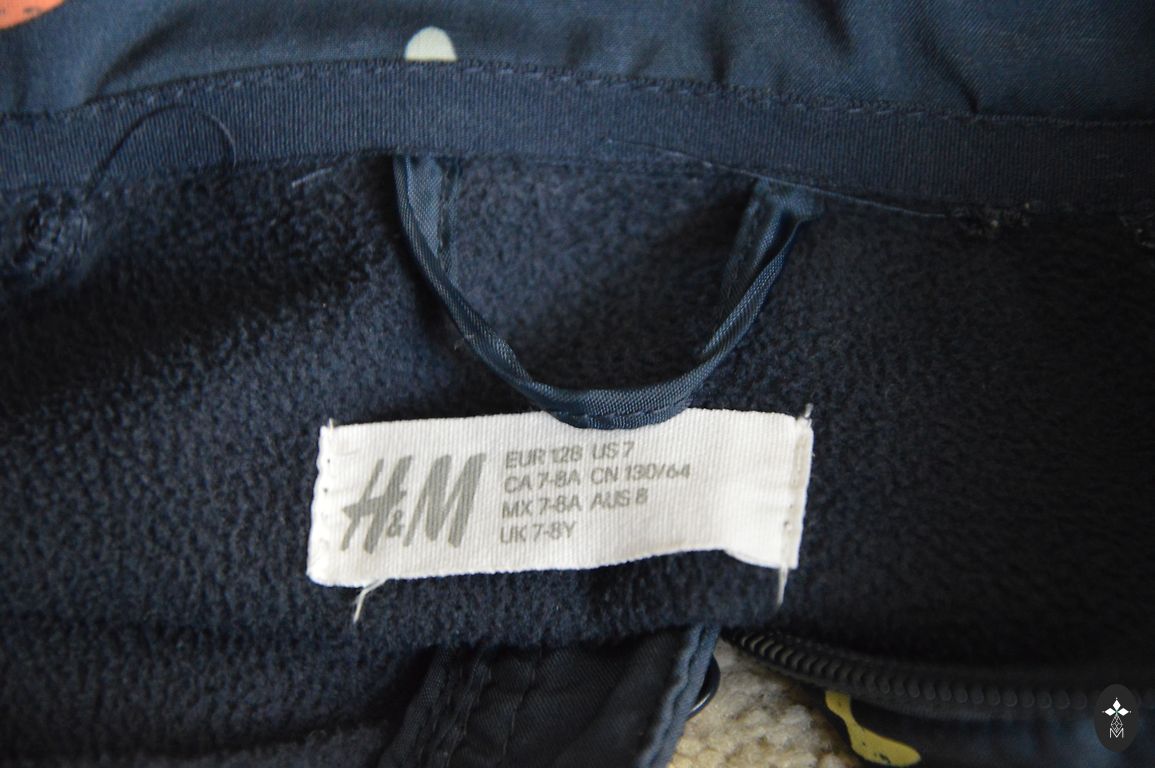 H&M
EUR 128 US 7
CA 7-8A CN 130/64
MX 7-8A AUS 8
UK 7-8Y
M